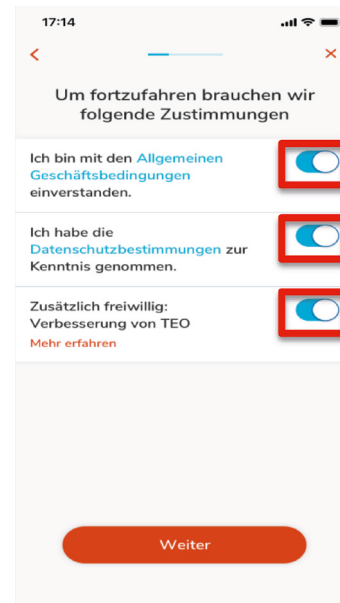 17:14
Um fortzufahren brauchen wir
folgende Zustimmungen
Ich bin mit den Allgemeinen
Geschäftsbedingungen
einverstanden.
Ich habe die
Datenschutzbestimmungen zur
Kenntnis genommen.
Zusätzlich freiwillig:
Verbesserung von TEO
Mehr erfahren
Weiter